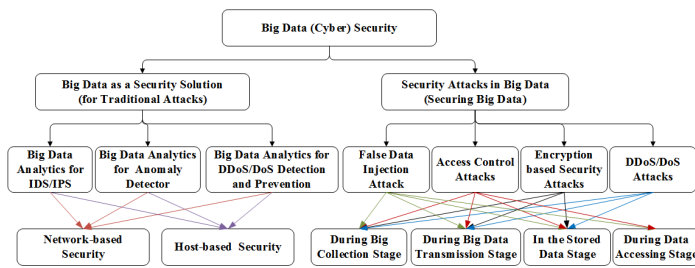 Big Data (Cyber) Security
Big Data as a Security Solution
(for Traditional Attacks)
Security Attacks in Big Data
(Securing Big Data)
Big Data
Analytics for
IDS/IPS
Big Data Analytics
for Anomaly
Detector
Big Data Analytics for
DDoS/DoS Detection
and Prevention
False Data
Injection
Attack
Access Control
Attacks
Encryption
based Security
Attacks
DDoS/DoS
Attacks
Network-based
Security
Host-based Security
During Big
Collection Stage
During Big Data
Transmission Stage
In the Stored
Data Stage
During Data
Accessing Stage